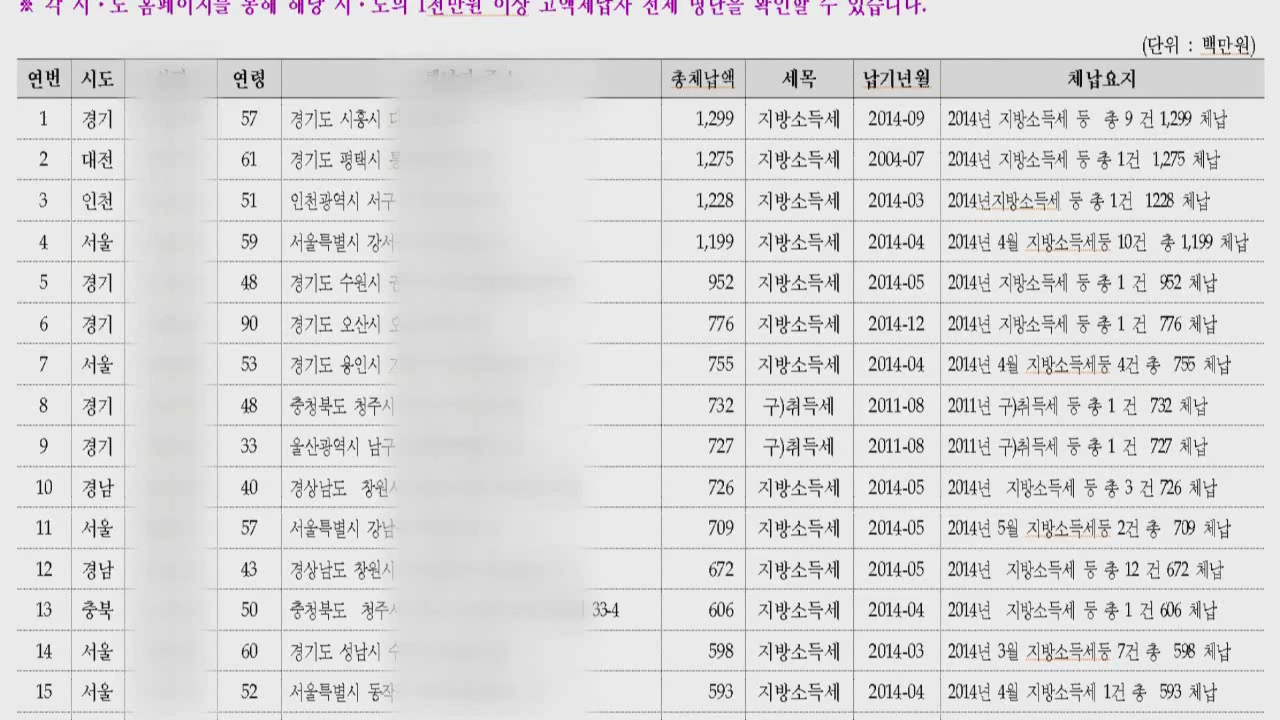 ※ 각 시·도 홈페이지를 통해 해당 시·도의 1천만원 이상 고액체납자 전체 명단을 확인할 수 있습니다.
(단위 : 백만원)
연번 시도 연령 총체납액 세목 납기년월 체납요지
1 경기 57 경기도 시흥시 1,299 지방소득세 2014-09 2014년 지방소득세 등 총 9 건 1,299 체납
2 대전 61 경기도 평택시 1,275 지방소득세 2004-07 2014년 지방소득세 등 총 1건 1,275 체납
3 인천 51 인천광역시 서구 1,228 지방소득세 2014-03 2014년지방소득세 등 총 1건 1228 체납
4 서울 59 서울특별시 1,199 지방소득세 2014-04 2014년 4월 지방소득세등 10건 총 1,199 체납
5 경기 48 경기도 수원시 952 지방소득세 2014-05 2014년 지방소득세 등 총 1 건 952 체납
6 경기 90 경기도 오산시 776 지방소득세 2014-12 2014년 지방소득세 등 총 1 건 776 체납
7 서울 53 경기도 용인시 755 지방소득세 2014-04 2014년 4월 지방소득세등 4건 총 755 체납
8 경기 48 충청북도 청주시 732 구)취득세 2011-08 2011년 구)취득세 등 총 1 건 732 체납
9 경기 33 울산광역시 남구 727 구)취득세 2011-08 2011년 구)취득세 등 총 1 건 727 체납
10 경남 40 경상남도 창원시 726 지방소득세 2014-05 2014년 지방소득세 등 총 3 건 726 체납
11 서울 57 서울특별시 709 지방소득세 2014-05 2014년 5월 지방소득세등 2건 총 709 체납
12 경남 43 경상남도 창원시 672 지방소득세 2014-05 2014년 지방소득세 등 총 12 건 672 체납
13 충북 50 충청북도 청주시 33-4 606 지방소득세 2014-04 2014년 지방소득세 등 총 1 건 606 체납
14 서울 60 경기도 성남시 598 지방소득세 2014-03 2014년 3월 지방소득세등 7건 총 598 체납
15 서울 52 서울특별시 593 지방소득세 2014-04 2014년 4월 지방소득세 1건 총 593 체납